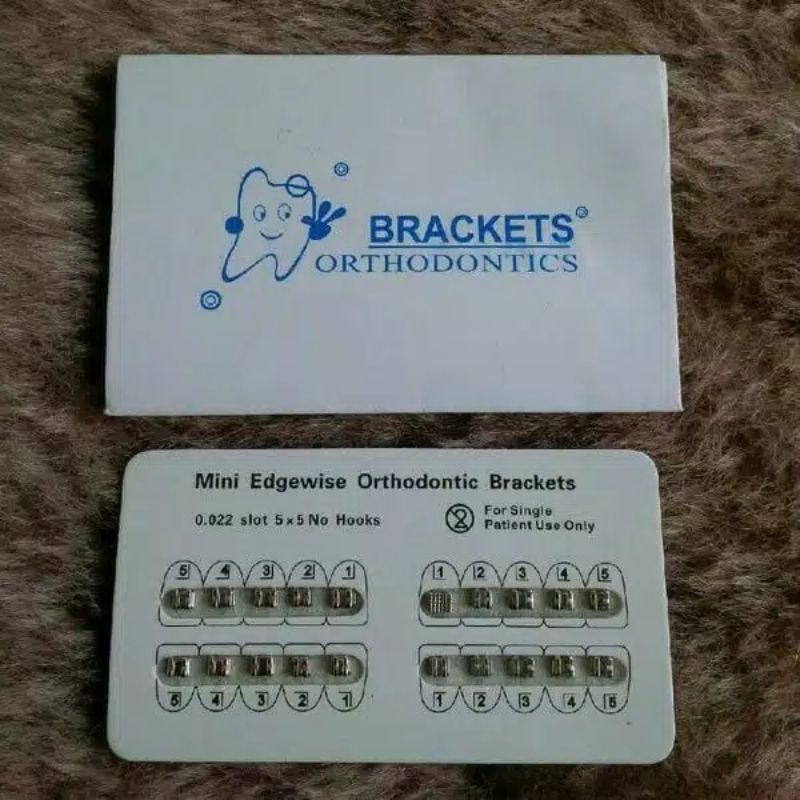 BRACKETS
ORTHODONTICS
Mini Edgewise Orthodontic Brackets
0.022 slot 5×5 No Hooks
For Single
Patient Use Only
5 4 3 2 1
1 2 3 4 5
5 4 3 2 1
1 2 3 4 5